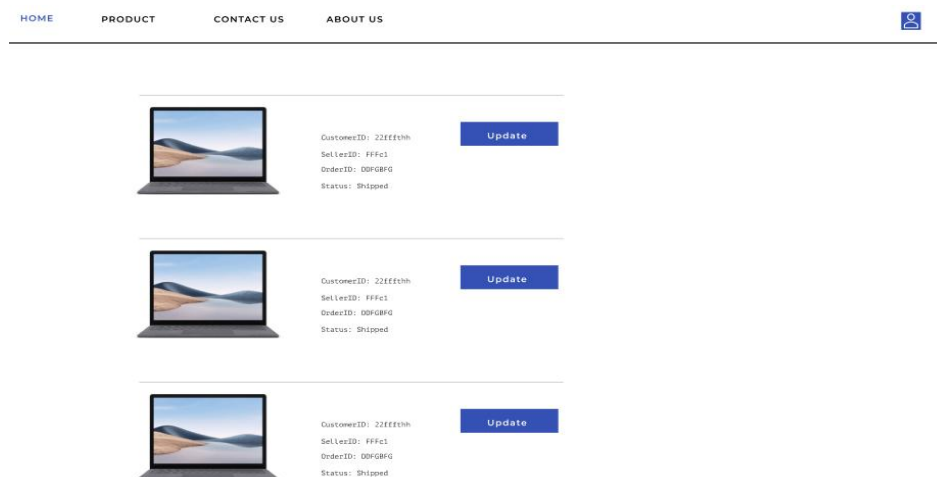 HOME PRODUCT CONTACT US ABOUT US
CustomerID: 22fffthh
Update
SellerID: FFFc1
OrderID: DDFGBFG
Status: Shipped
CustomerID: 22fffthh
Update
SellerID: FFFc1
OrderID: DDFGBFG
Status: Shipped
CustomerID: 22fffthh
Update
SellerID: FFFc1
OrderID: DDFGBFG
Status: Shipped